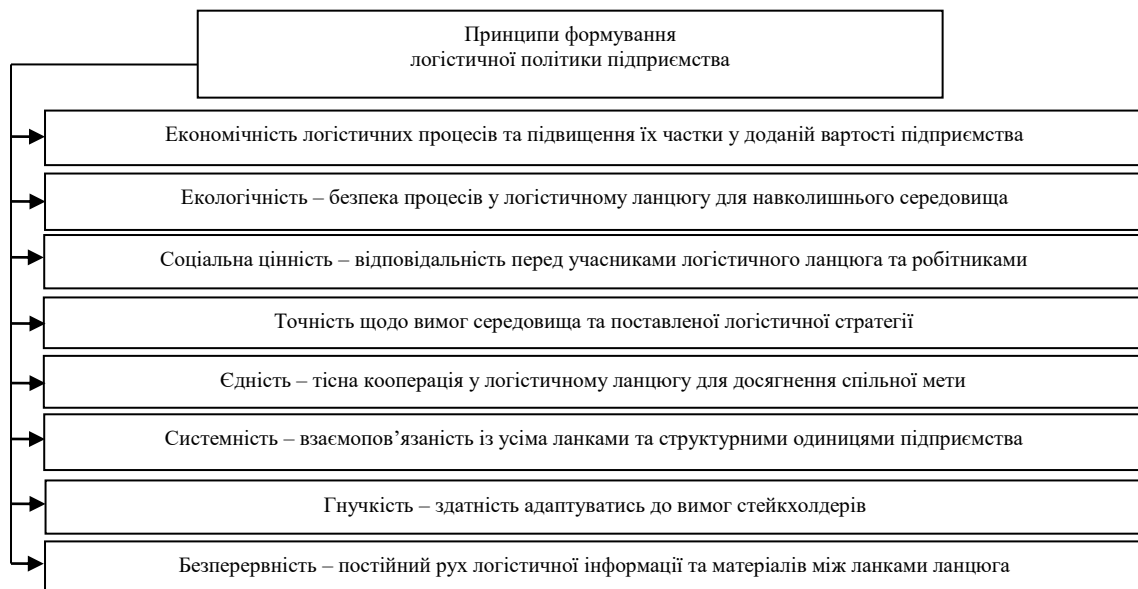 Принципи формування
логістичної політики підприємства
Економічність логістичних процесів та підвищення їх частки у доданій вартості підприємства
Екологічність – безпека процесів у логістичному ланцюгу для навколишнього середовища
Соціальна цінність – відповідальність перед учасниками логістичного ланцюга та робітниками
Точність щодо вимог середовища та поставленої логістичної стратегії
Єдність – тісна кооперація у логістичному ланцюгу для досягнення спільної мети
Системність – взаємопов’язаність із усіма ланками та структурними одиницями підприємства
Гнучкість – здатність адаптуватись до вимог стейкхолдерів
Безперервність – постійний рух логістичної інформації та матеріалів між ланками ланцюга